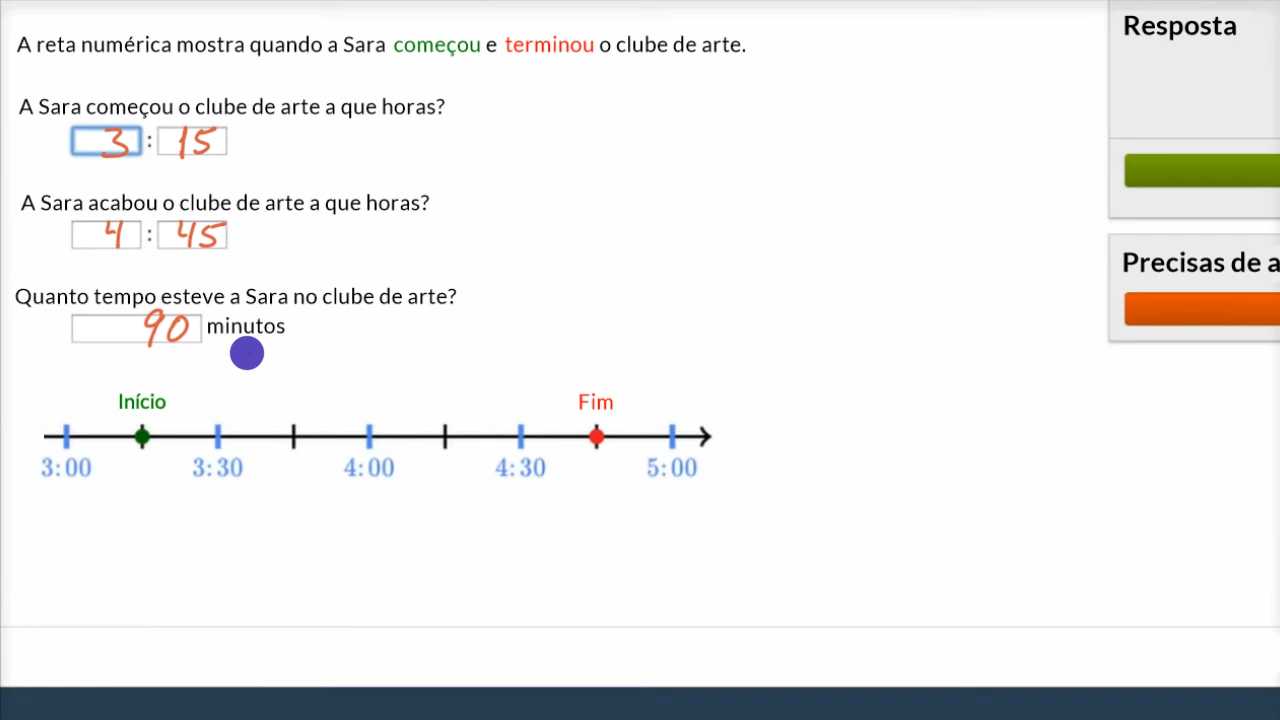 A reta numérica mostra quando a Sara começou e terminou o clube de arte.
A Sara começou o clube de arte a que horas?
3 : 15
A Sara acabou o clube de arte a que horas?
4 : 45
Quanto tempo esteve a Sara no clube de arte?
90 minutos
Início Fim
3:00 3:30 4:00 4:30 5:00
Resposta
Precisas de a